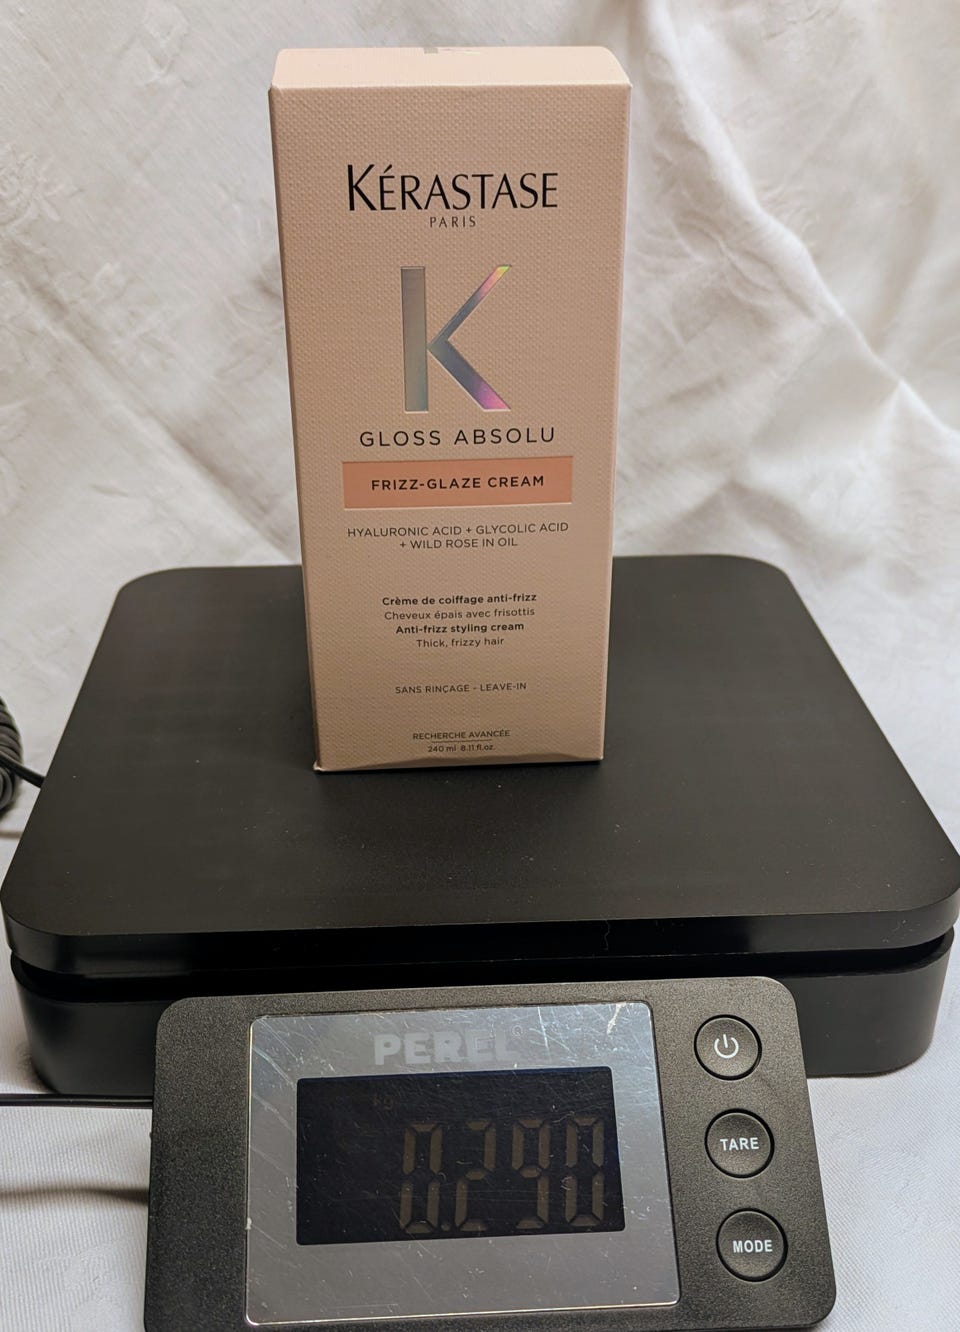 KÉRASTASE
PARIS
K
GLOSS ABSOLU
FRIZZ-GLAZE CREAM
HYALURONIC ACID + GLYCOLIC ACID
+ WILD ROSE IN OIL
Crème de coiffage anti-frizz
Cheveux épais avec frisottis
Anti-frizz styling cream
Thick, frizzy hair
SANS RINÇAGE - LEAVE-IN
RECHERCHE AVANCÉE
240 ml 8.11 fl.oz.
PEREL®
kg
0.290
TARE
MODE